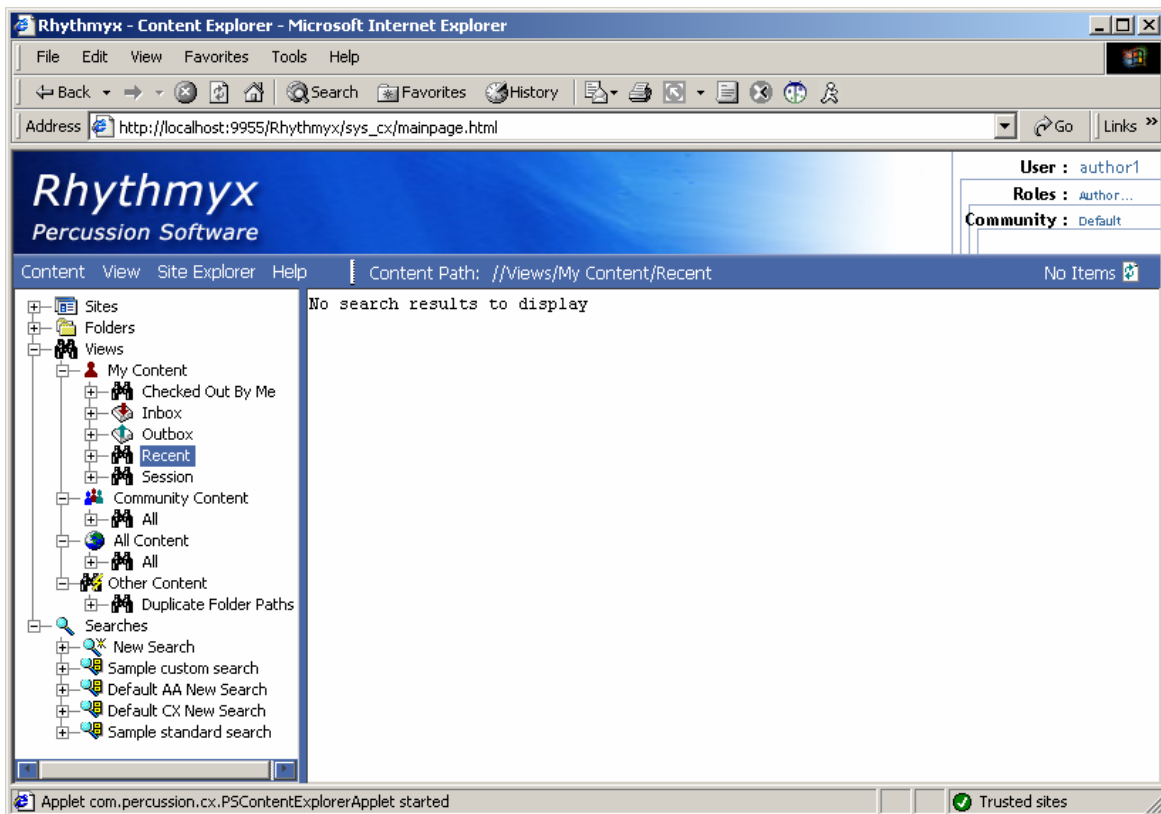 Rhythmyx - Content Explorer - Microsoft Internet Explorer
File Edit View Favorites Tools Help
Back Search Favorites History
Address http://localhost:9955/Rhythmyx/sys_cx/mainpage.html Go Links »
Rhythmyx
Percussion Software
User : author1
Roles : Author...
Community : Default
Content View Site Explorer Help Content Path: //Views/My Content/Recent No Items
Sites
Folders
Views
My Content
Checked Out By Me
Inbox
Outbox
Recent
Session
Community Content
All
All Content
All
Other Content
Duplicate Folder Paths
Searches
New Search
Sample custom search
Default AA New Search
Default CX New Search
Sample standard search
No search results to display
Applet com.percussion.cx.PSContentExplorerApplet started Trusted sites